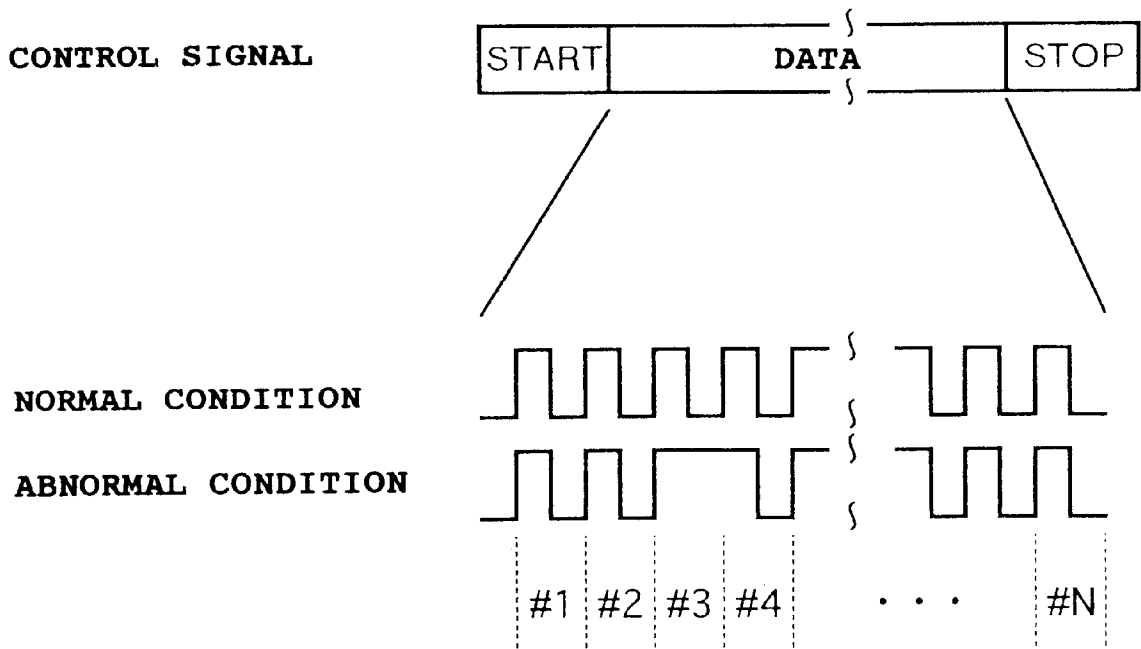 CONTROL SIGNAL START DATA STOP
NORMAL CONDITION
ABNORMAL CONDITION
#1 #2 #3 #4 · · · #N